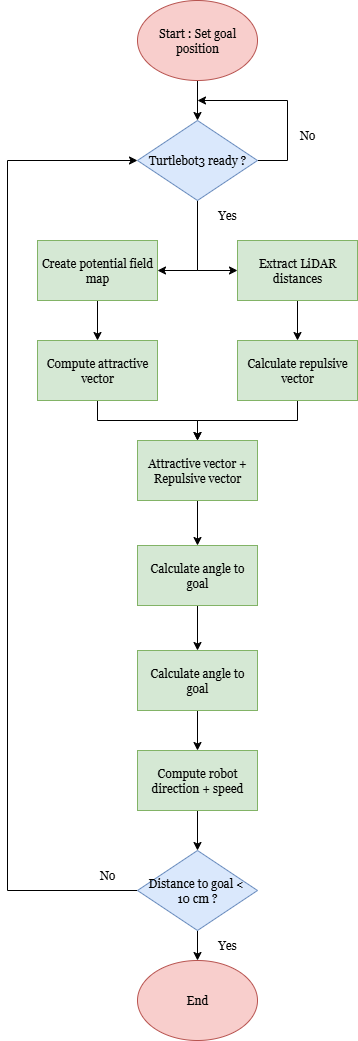 Start : Set goal
position
No
Turtlebot3 ready ?
Yes
Create potential field
map
Extract LiDAR
distances
Compute attractive
vector
Calculate repulsive
vector
Attractive vector +
Repulsive vector
Calculate angle to
goal
Calculate angle to
goal
Compute robot
direction + speed
No
Distance to goal <
10 cm ?
Yes
End